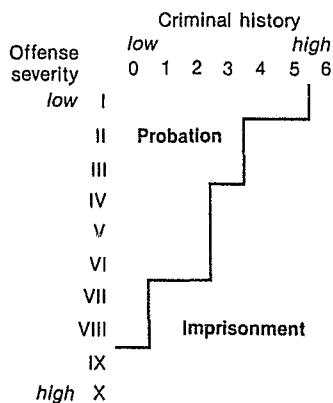 Criminal history
Offense low high
severity 0 1 2 3 4 5 6
low I
II Probation
III
IV
V
VI
VII
VIII Imprisonment
IX
high X